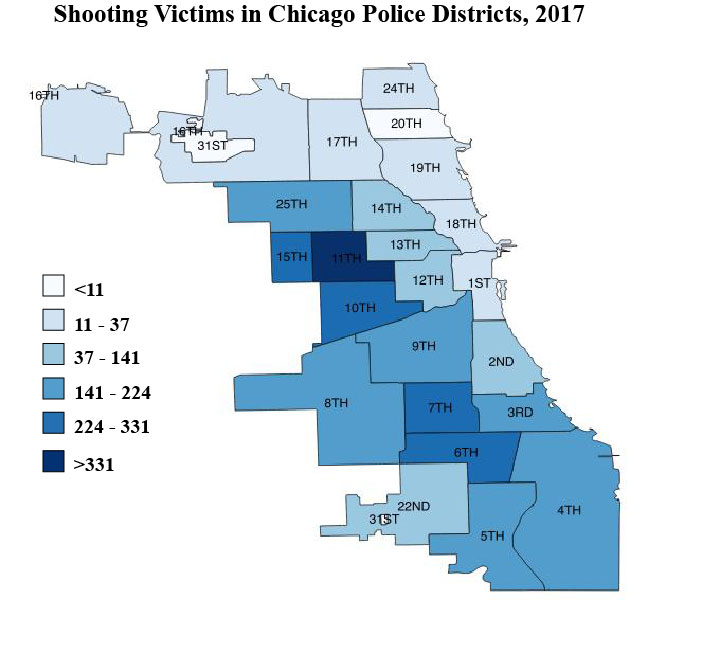 Shooting Victims in Chicago Police Districts, 2017
24TH
16TH
20TH
16TH
31ST
17TH
19TH
25TH
14TH
18TH
13TH
15TH
11TH
12TH
1ST
<11
10TH
11 - 37
9TH
37 - 141
2ND
141 - 224
8TH
7TH
3RD
224 - 331
6TH
>331
22ND
4TH
31ST
5TH